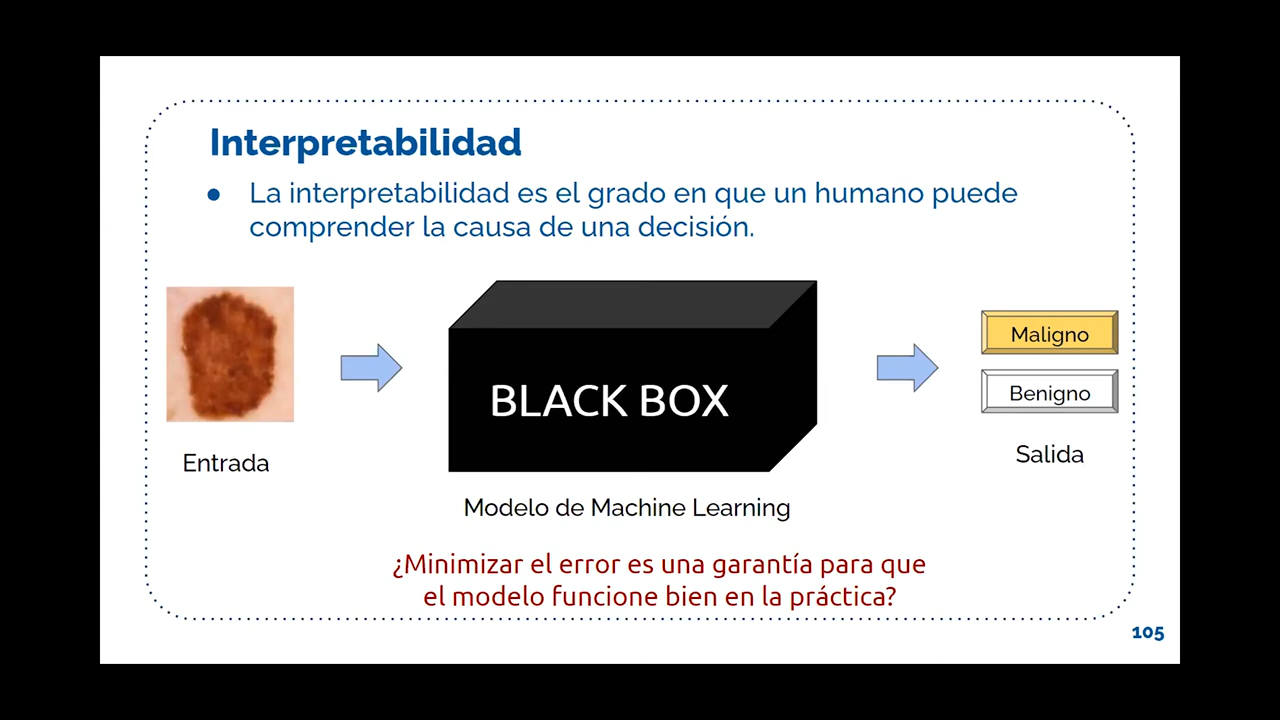 Interpretabilidad
● La interpretabilidad es el grado en que un humano puede
comprender la causa de una decisión.
BLACK BOX
Maligno
Benigno
Entrada
Salida
Modelo de Machine Learning
¿Minimizar el error es una garantía para que
el modelo funcione bien en la práctica?
105